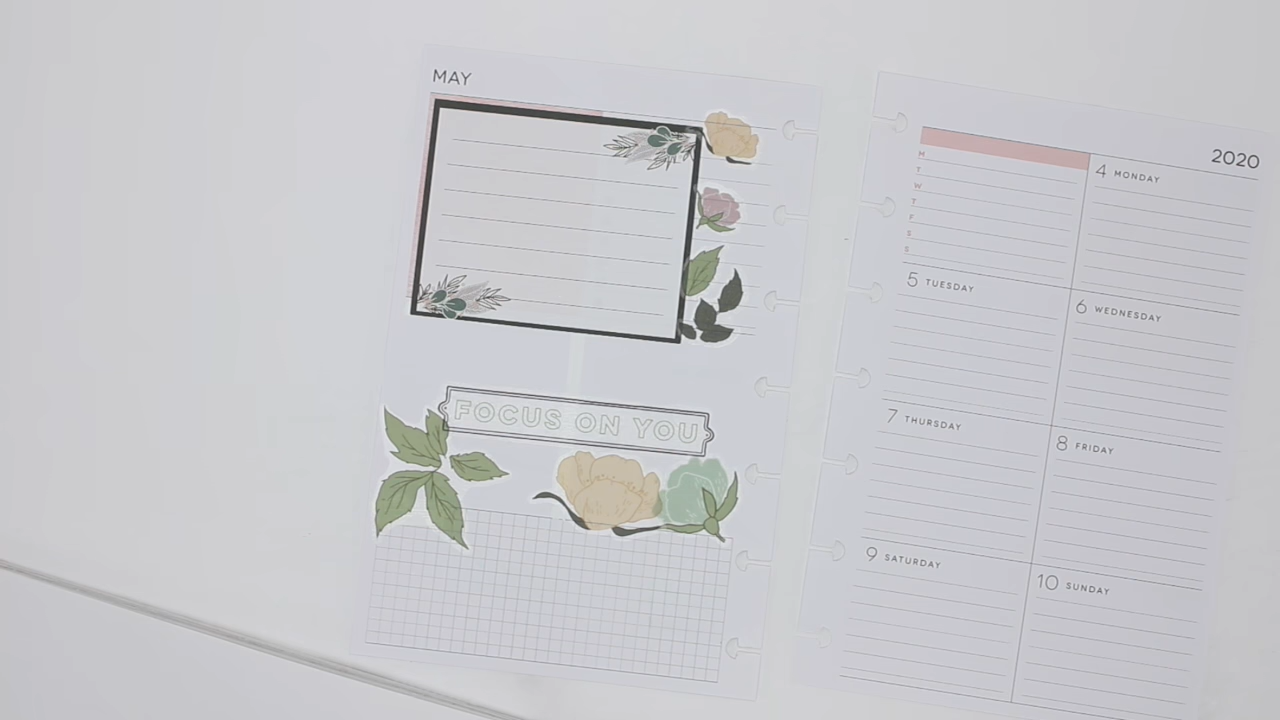 MAY
FOCUS ON YOU
2020
M
T
W
T
F
S
S
4 MONDAY
5 TUESDAY
6 WEDNESDAY
7 THURSDAY
8 FRIDAY
9 SATURDAY
10 SUNDAY